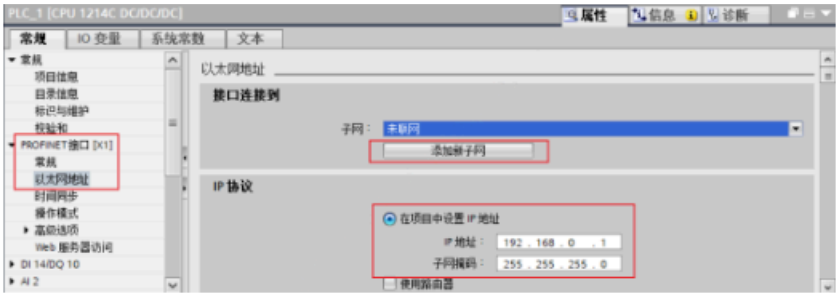 PLC_1 [CPU 1214C DC/DC/DC]
属性 信息 诊断
常规 IO 变量 系统常数 文本
常规
项目信息
目录信息
标识与维护
校验和
PROFINET接口 [X1]
常规
以太网地址
时间同步
操作模式
高级选项
Web 服务器访问
DI 14/DQ 10
AI 2
以太网地址
接口连接到
子网：
未联网
添加新子网
IP 协议
在项目中设置 IP 地址
IP 地址： 192 . 168 . 0 . 1
子网掩码： 255 . 255 . 255 . 0
使用路由器